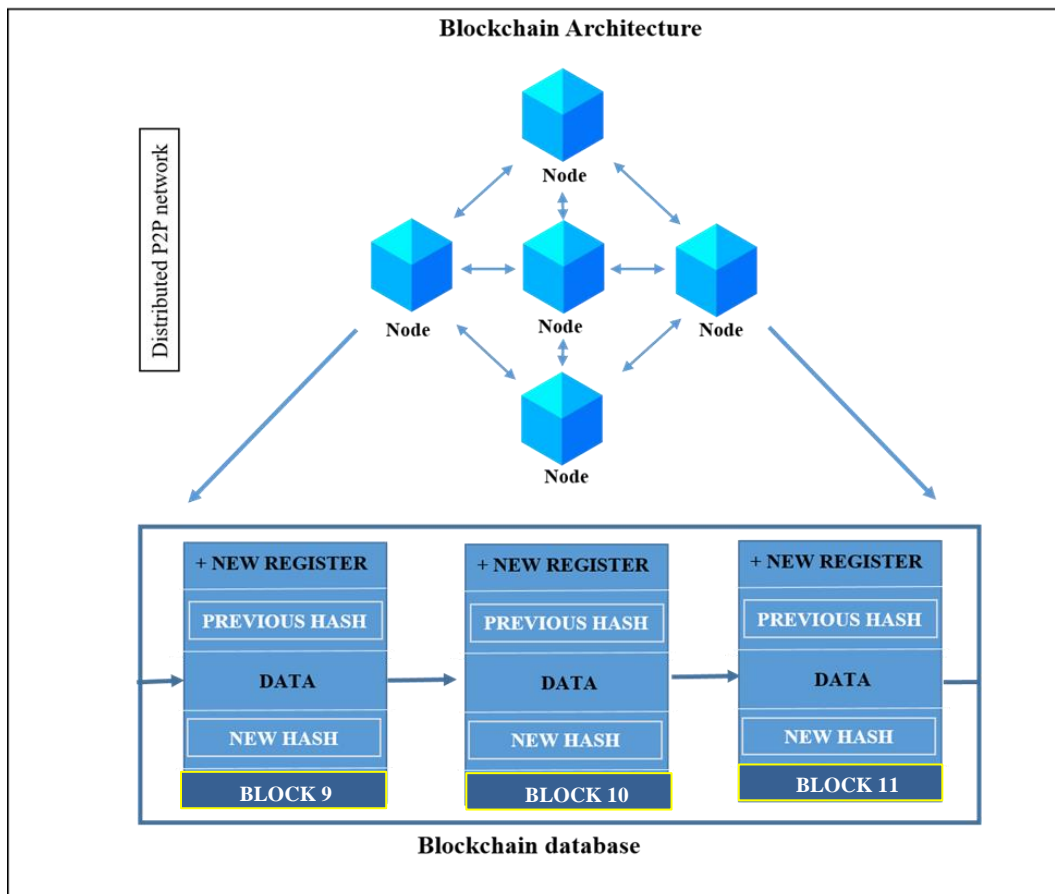 Blockchain Architecture
Distributed P2P network
Node
Node
Node
Node
Node
+ NEW REGISTER
PREVIOUS HASH
DATA
NEW HASH
BLOCK 9
+ NEW REGISTER
PREVIOUS HASH
DATA
NEW HASH
BLOCK 10
+ NEW REGISTER
PREVIOUS HASH
DATA
NEW HASH
BLOCK 11
Blockchain database